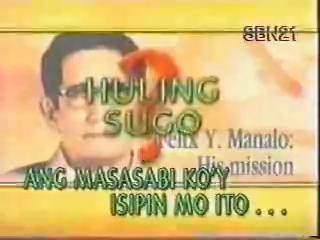 SBN21
HULING
SUGO
?
Felix Y. Manalo:
His mission
ANG MASASABI KO'Y
ISIPIN MO ITO . . .